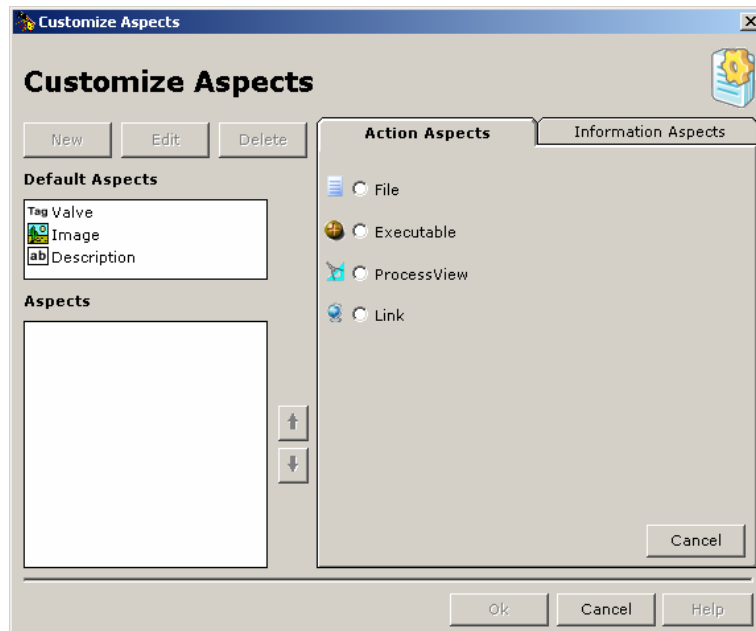 Customize Aspects
Customize Aspects
New Edit Delete
Default Aspects
Tag Valve
Image
ab Description
Aspects
Action Aspects Information Aspects
File
Executable
ProcessView
Link
Cancel
Ok Cancel Help